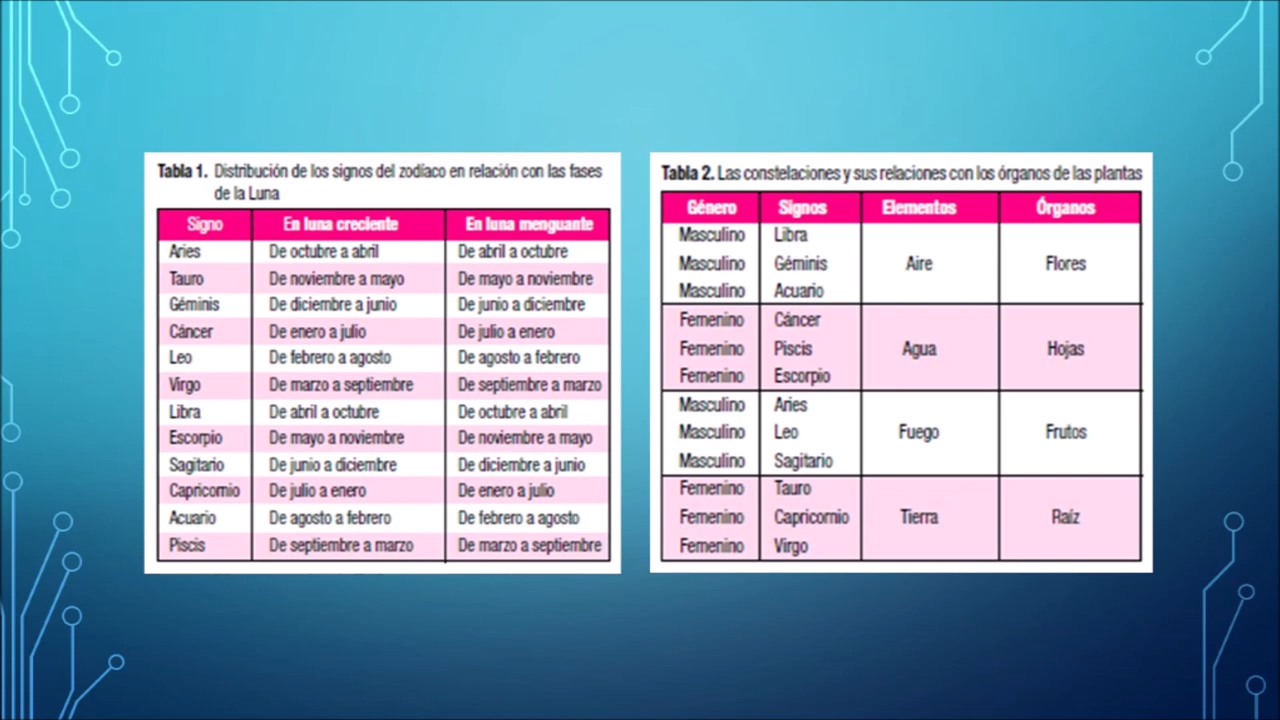 Tabla 1. Distribución de los signos del zodíaco en relación con las fases
de la Luna
Signo En luna creciente En luna menguante
Aries De octubre a abril De abril a octubre
Tauro De noviembre a mayo De mayo a noviembre
Géminis De diciembre a junio De junio a diciembre
Cáncer De enero a julio De julio a enero
Leo De febrero a agosto De agosto a febrero
Virgo De marzo a septiembre De septiembre a marzo
Libra De abril a octubre De octubre a abril
Escorpio De mayo a noviembre De noviembre a mayo
Sagitario De junio a diciembre De diciembre a junio
Capricornio De julio a enero De enero a julio
Acuario De agosto a febrero De febrero a agosto
Piscis De septiembre a marzo De marzo a septiembre
Tabla 2. Las constelaciones y sus relaciones con los órganos de las plantas
Género Signos Elementos Órganos
Masculino Libra
Masculino Géminis Aire Flores
Masculino Acuario
Femenino Cáncer
Femenino Piscis Agua Hojas
Femenino Escorpio
Masculino Aries
Masculino Leo Fuego Frutos
Masculino Sagitario
Femenino Tauro
Femenino Capricornio Tierra Raíz
Femenino Virgo